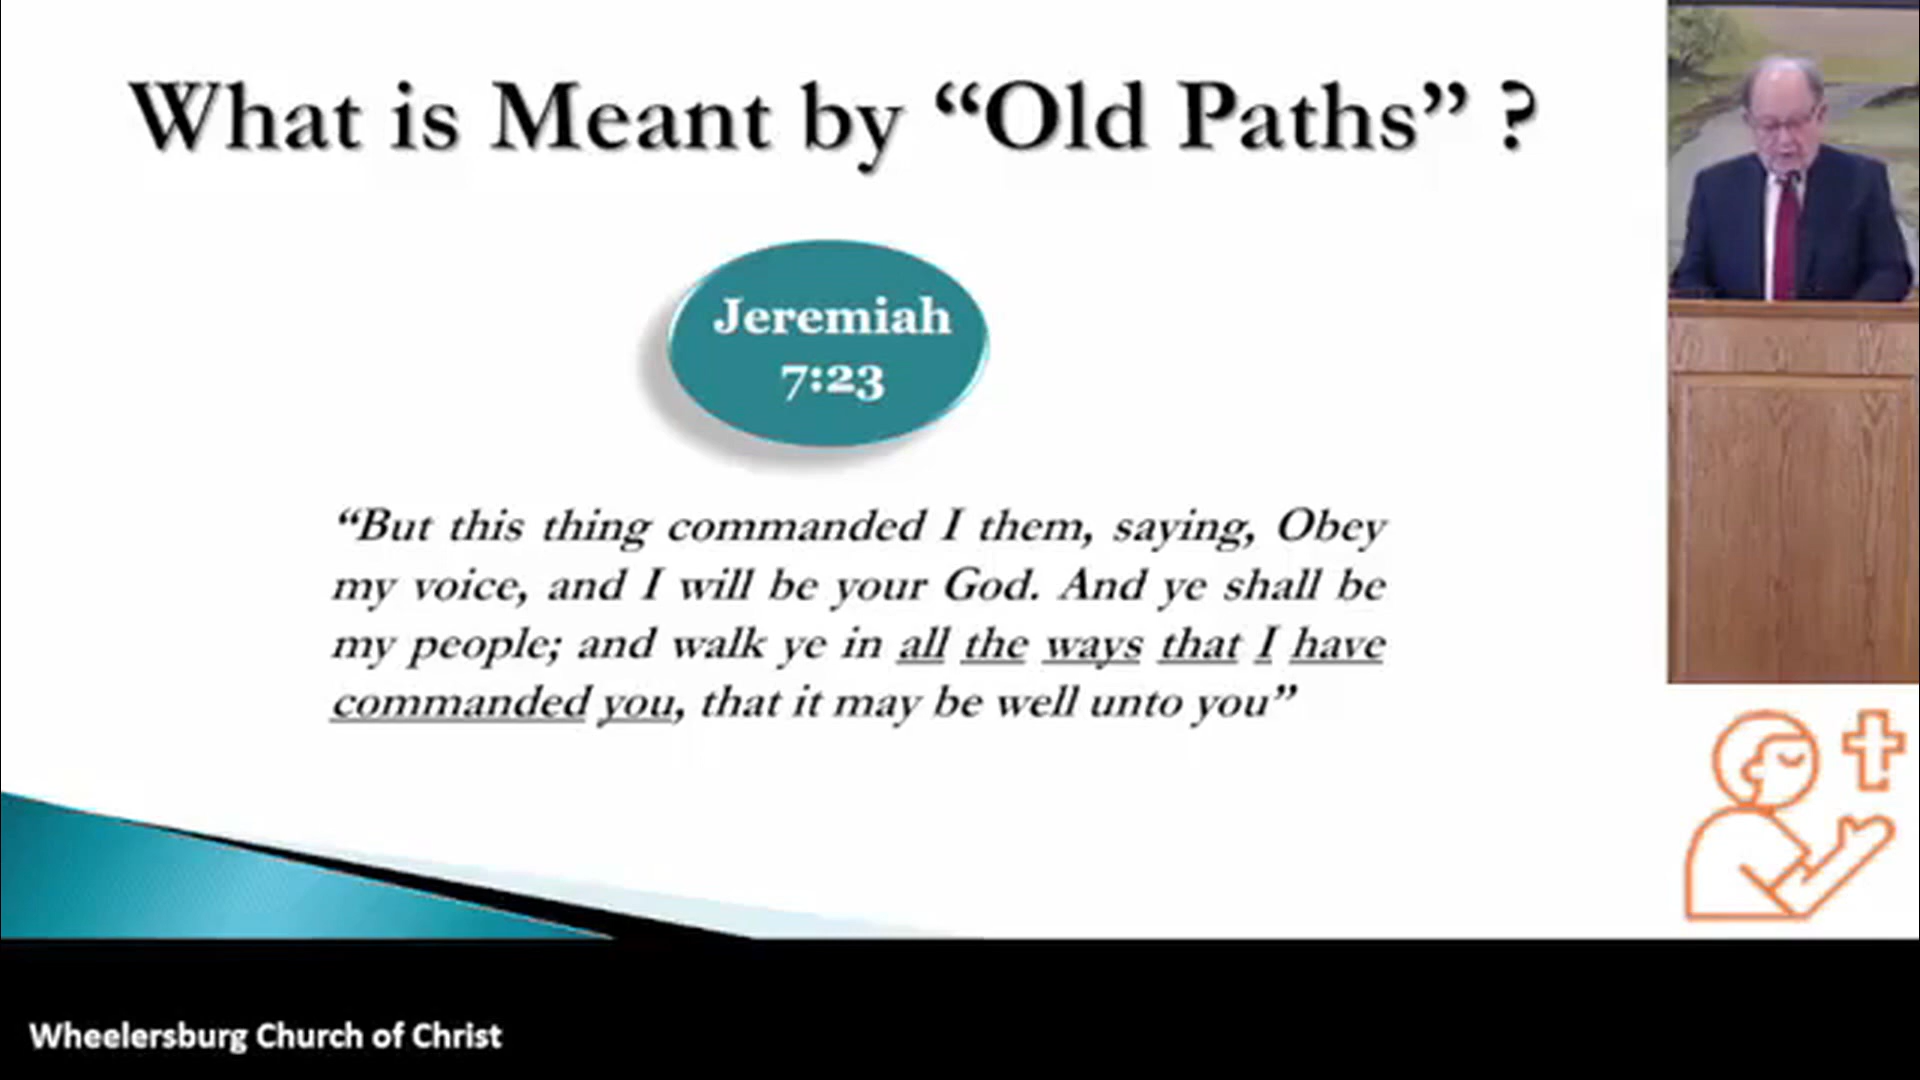 What is Meant by “Old Paths” ?
Jeremiah
7:23
“But this thing commanded I them, saying, Obey
my voice, and I will be your God. And ye shall be
my people; and walk ye in all the ways that I have
commanded you, that it may be well unto you”
Wheelersburg Church of Christ